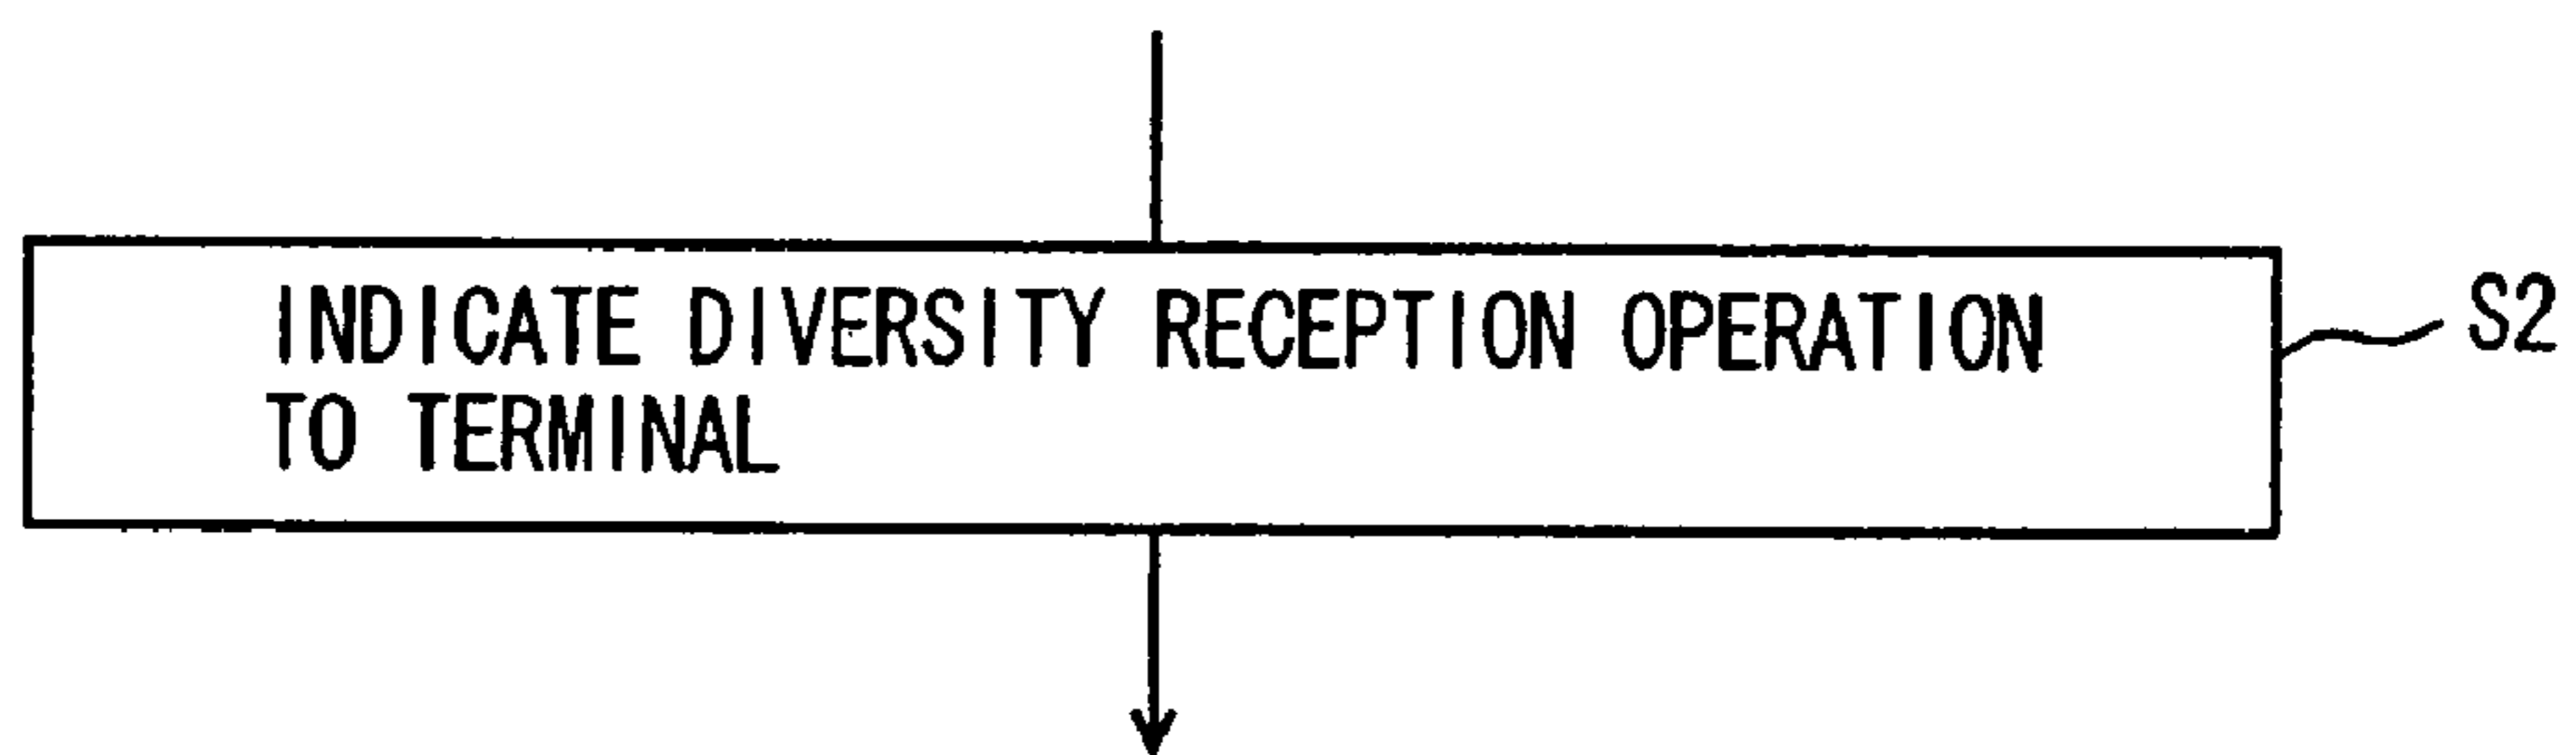 INDICATE DIVERSITY RECEPTION OPERATION
TO TERMINAL
S2